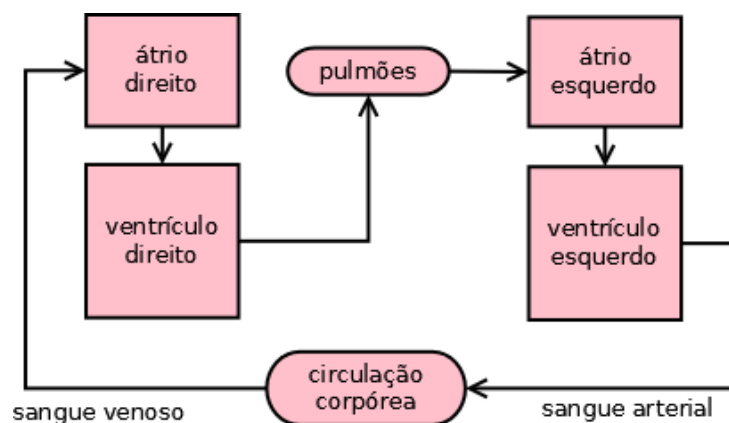 átrio
direito
pulmões
átrio
esquerdo
ventrículo
direito
ventrículo
esquerdo
circulação
corpórea
sangue venoso
sangue arterial